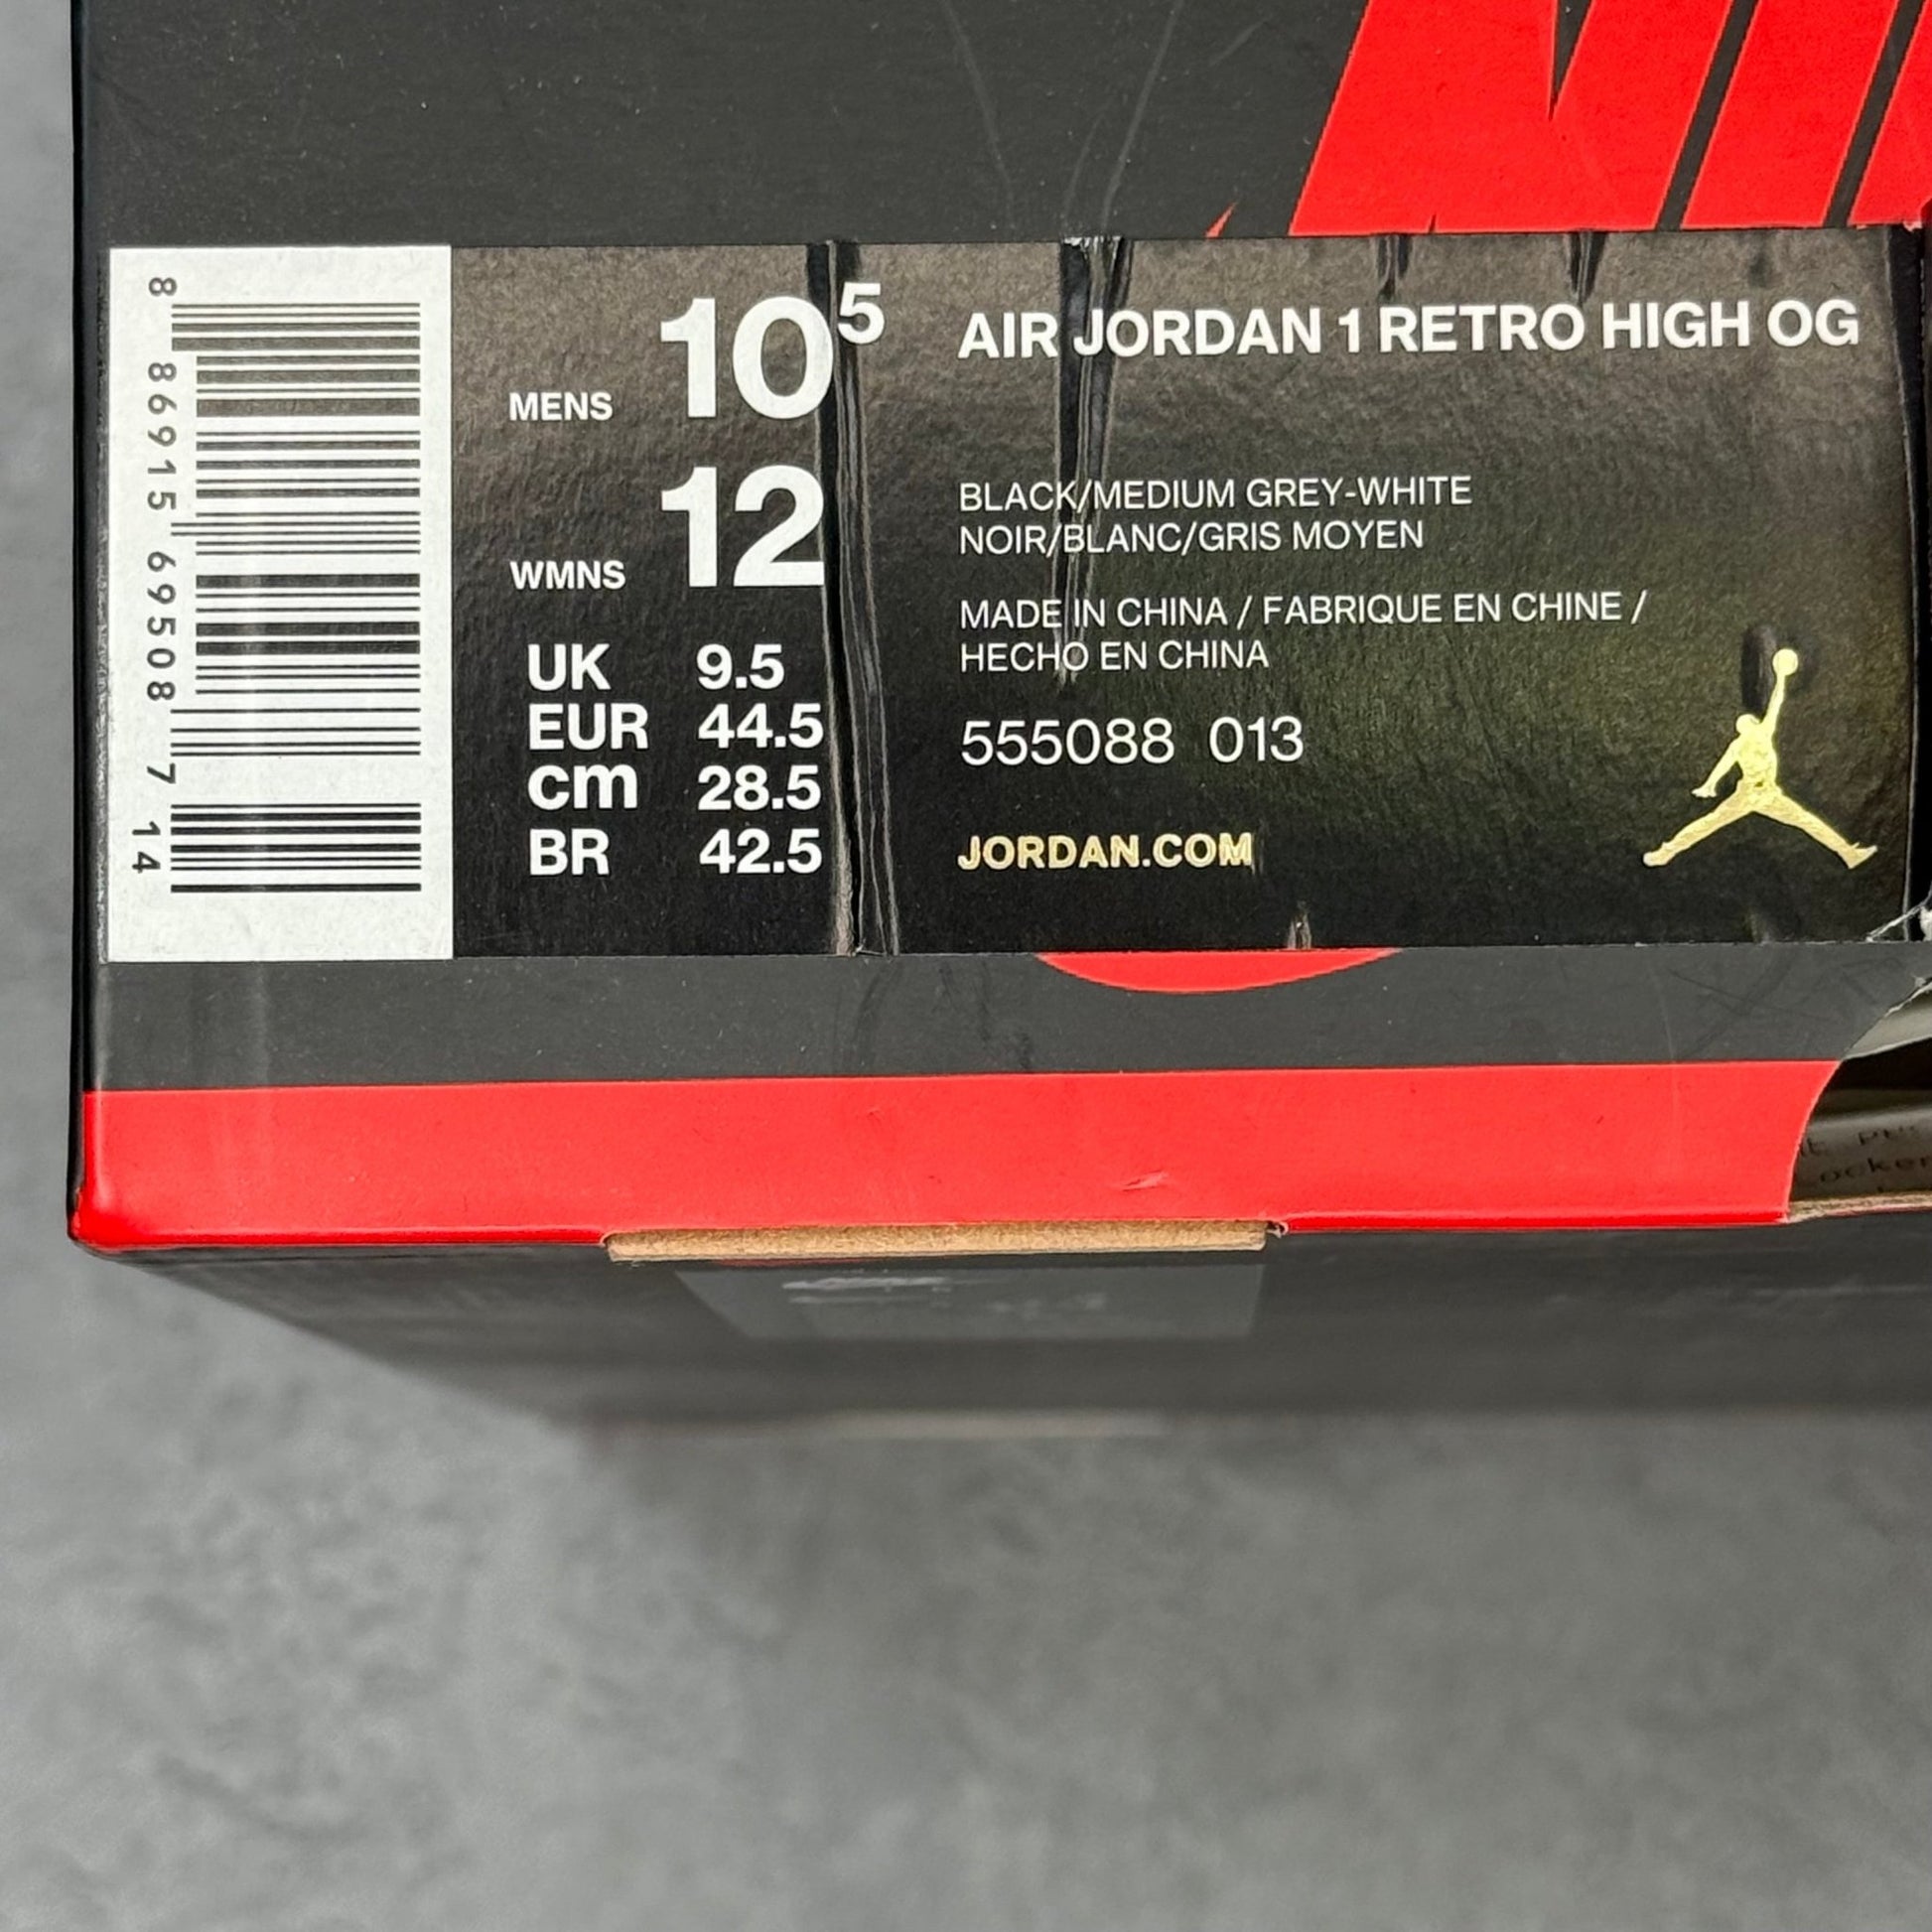 8 86915 69508 7 14
MENS 10⁵
WMNS 12
UK 9.5
EUR 44.5
cm 28.5
BR 42.5
AIR JORDAN 1 RETRO HIGH OG
BLACK/MEDIUM GREY-WHITE
NOIR/BLANC/GRIS MOYEN
MADE IN CHINA / FABRIQUE EN CHINE /
HECHO EN CHINA
555088 013
JORDAN.COM